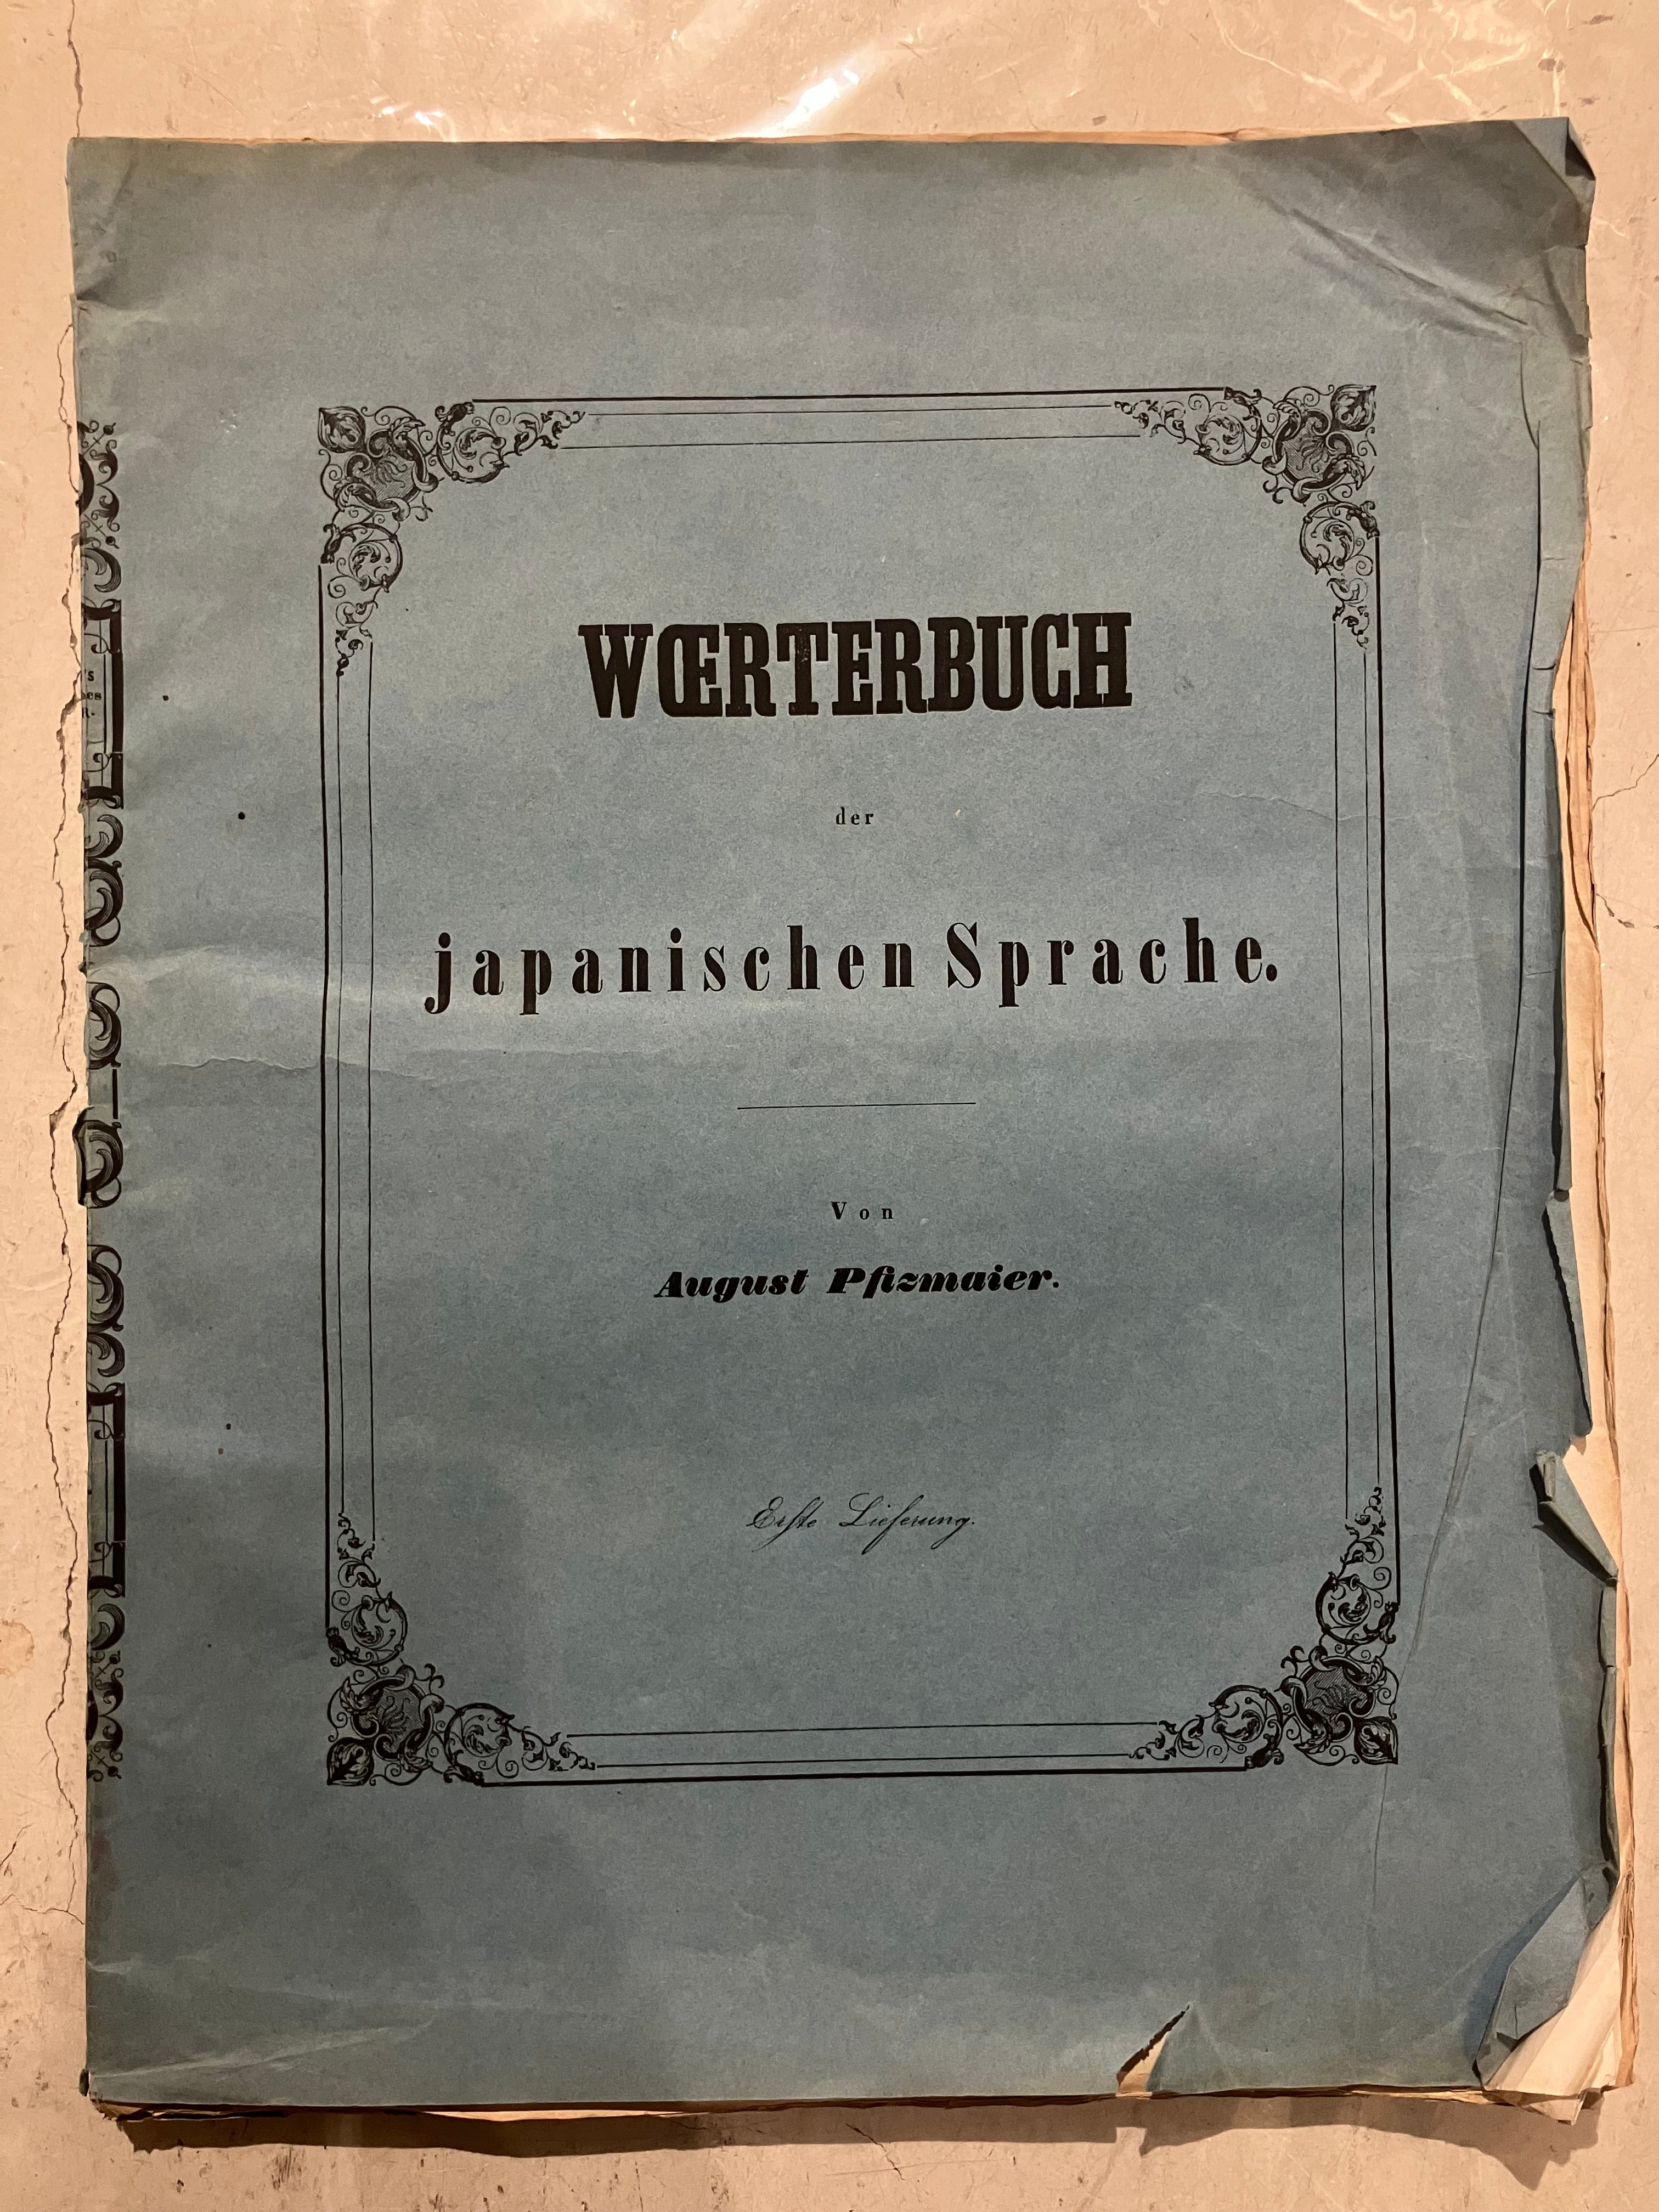 WŒRTERBUCH
der
japanischen Sprache.
Von
August Pfizmaier.
Erste Lieferung.